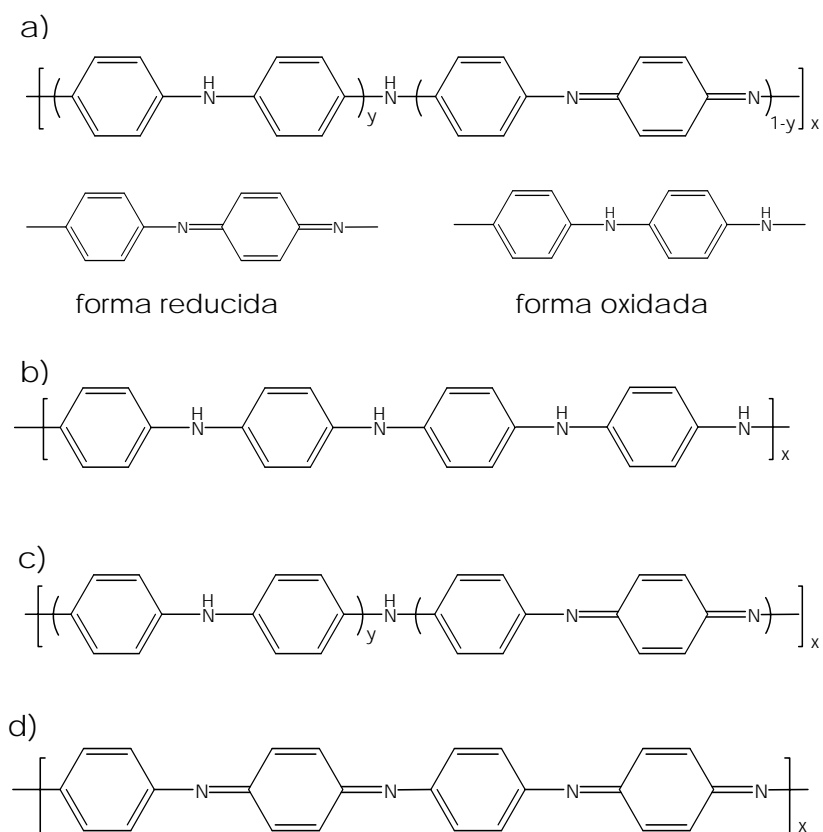 a)
H H
[ ( N ) y N ( N N ) 1-y ] x
H H
N N N N
forma reducida forma oxidada
b)
H H H H
[ N N N N ] x
c)
H H
[ ( N ) y N ( N N ) ] x
d)
[ N N N N ] x